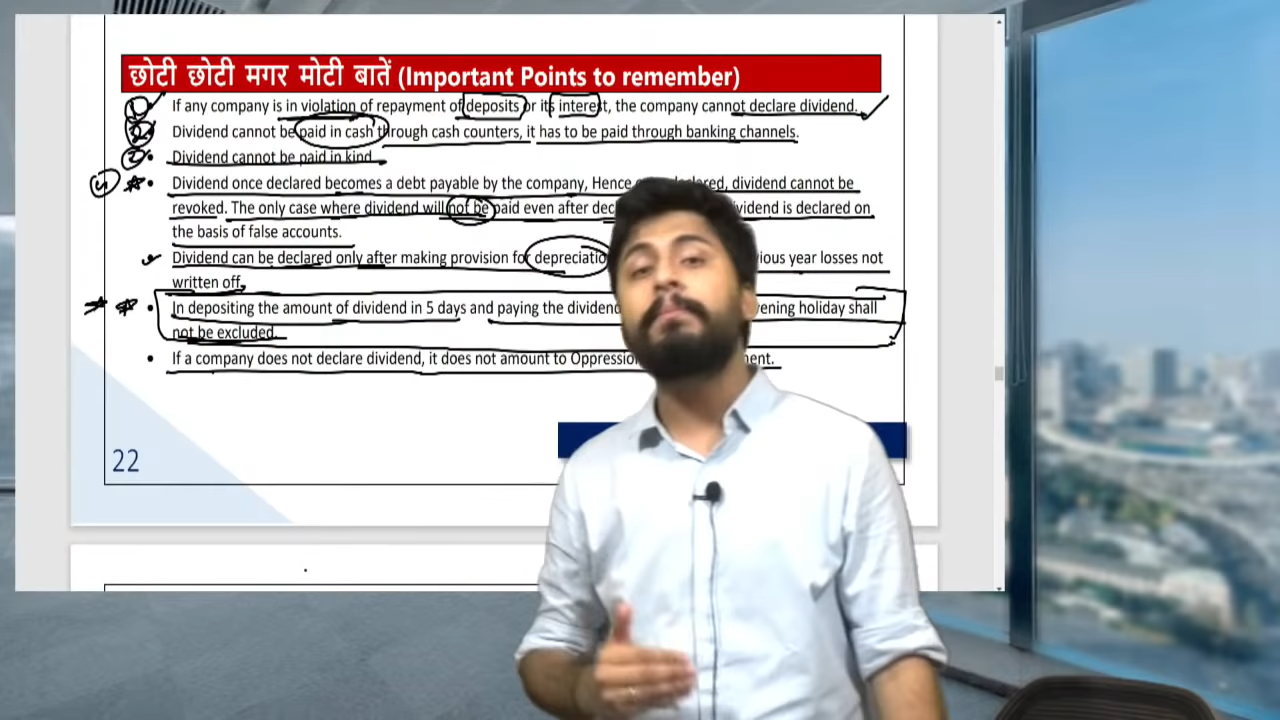 छोटी छोटी मगर मोटी बातें (Important Points to remember)
If any company is in violation of repayment of deposits or its interest, the company cannot declare dividend.
Dividend cannot be paid in cash through cash counters, it has to be paid through banking channels.
Dividend cannot be paid in kind
Dividend once declared becomes a debt payable by the company, Hence declared, dividend cannot be
revoked. The only case where dividend will not be paid even after dividend is declared on
the basis of false accounts.
Dividend can be declared only after making provision for year losses not
written off.
In depositing the amount of dividend in 5 days and paying the dividend holiday shall
not be excluded.
If a company does not declare dividend, it does not amount to
22